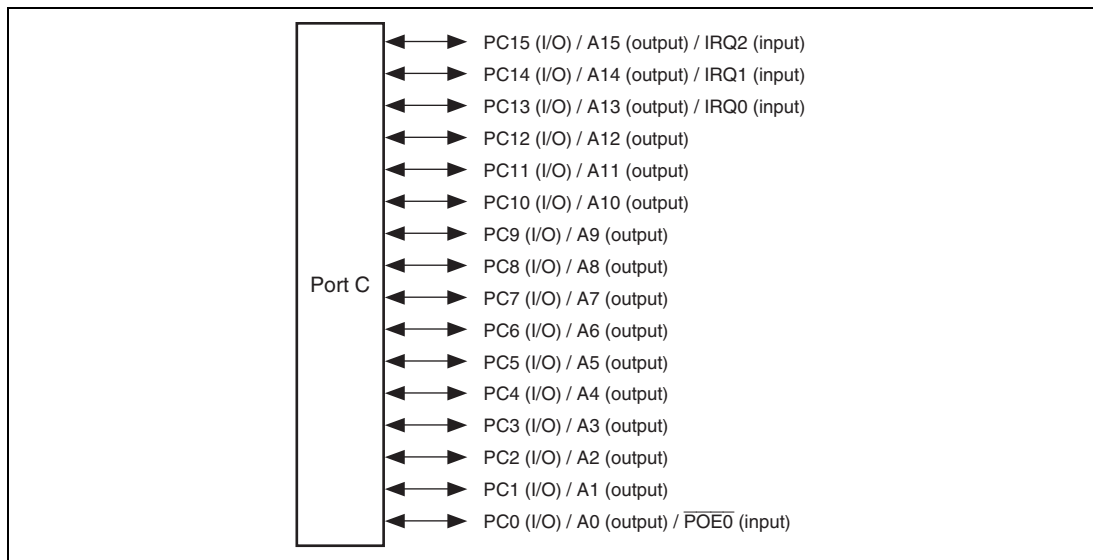 PC15 (I/O) / A15 (output) / IRQ2 (input)
PC14 (I/O) / A14 (output) / IRQ1 (input)
PC13 (I/O) / A13 (output) / IRQ0 (input)
PC12 (I/O) / A12 (output)
PC11 (I/O) / A11 (output)
PC10 (I/O) / A10 (output)
PC9 (I/O) / A9 (output)
PC8 (I/O) / A8 (output)
Port C
PC7 (I/O) / A7 (output)
PC6 (I/O) / A6 (output)
PC5 (I/O) / A5 (output)
PC4 (I/O) / A4 (output)
PC3 (I/O) / A3 (output)
PC2 (I/O) / A2 (output)
PC1 (I/O) / A1 (output)
PC0 (I/O) / A0 (output) / P̅O̅E̅0̅ (input)